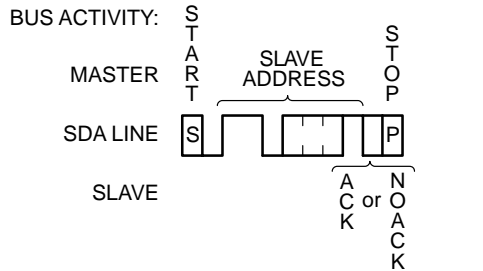 BUS ACTIVITY:
MASTER
START
SLAVE
ADDRESS
STOP
SDA LINE
S
P
SLAVE
ACK
or
NOACK